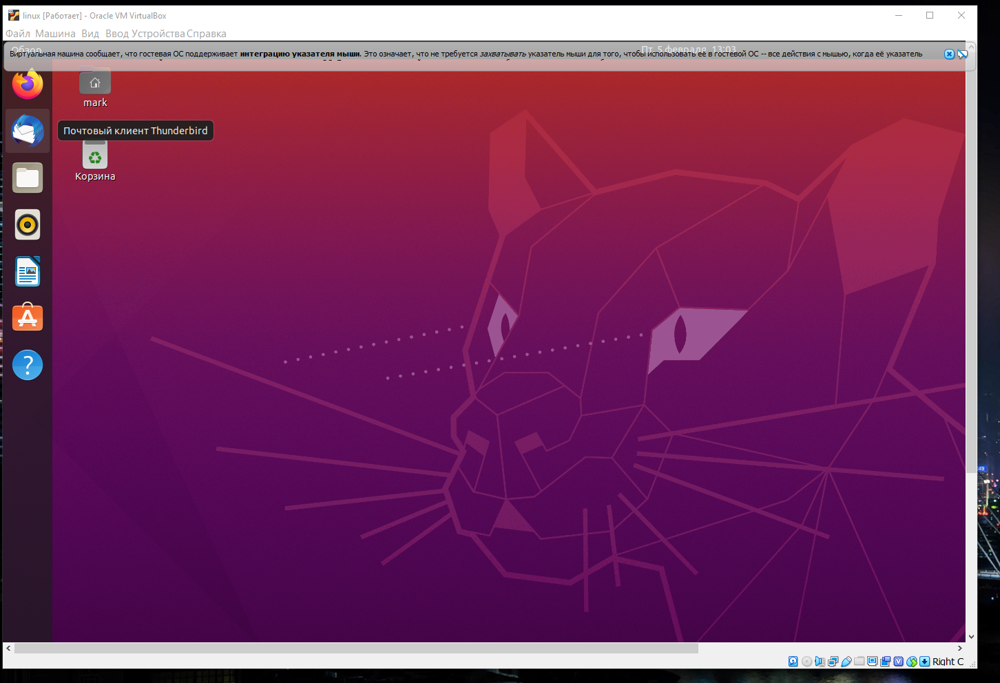 linux [Работает] - Oracle VM VirtualBox
Файл Машина Вид Ввод Устройства Справка
Обзор
Пт, 5 февраля, 13:03
Виртуальная машина сообщает, что гостевая ОС поддерживает интеграцию указателя мыши. Это означает, что не требуется захватывать указатель мыши для того, чтобы использовать её в гостевой ОС -- все действия с мышью, когда её указатель
mark
Почтовый клиент Thunderbird
Корзина
49
Right C